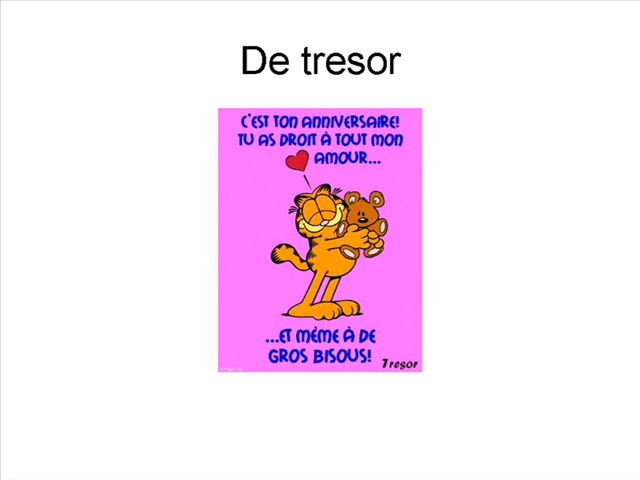 De tresor
C'EST TON ANNIVERSAIRE!
TU AS DROIT À TOUT MON
AMOUR...
...ET MÊME À DE
GROS BISOUS!
Tresor